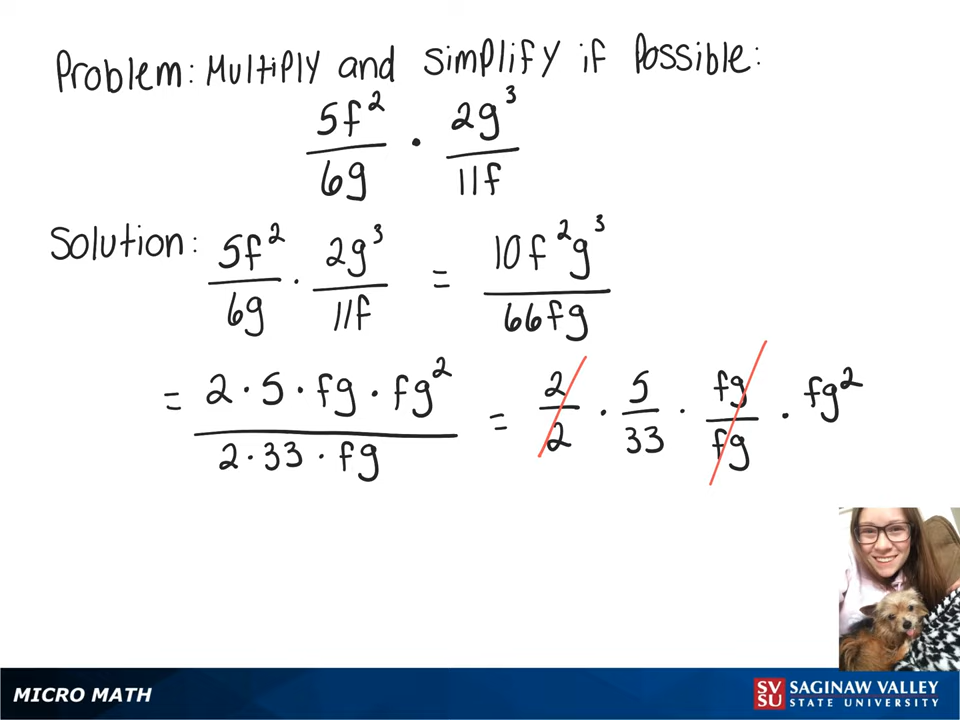 Problem: Multiply and simplify if Possible:
5f²/6g · 2g³/11f
Solution: 5f²/6g · 2g³/11f = 10f²g³/66fg
= 2·5·fg·fg²/2·33·fg = 2/2 · 5/33 · fg/fg · fg²
MICRO MATH
SV SU SAGINAW VALLEY
STATE UNIVERSITY